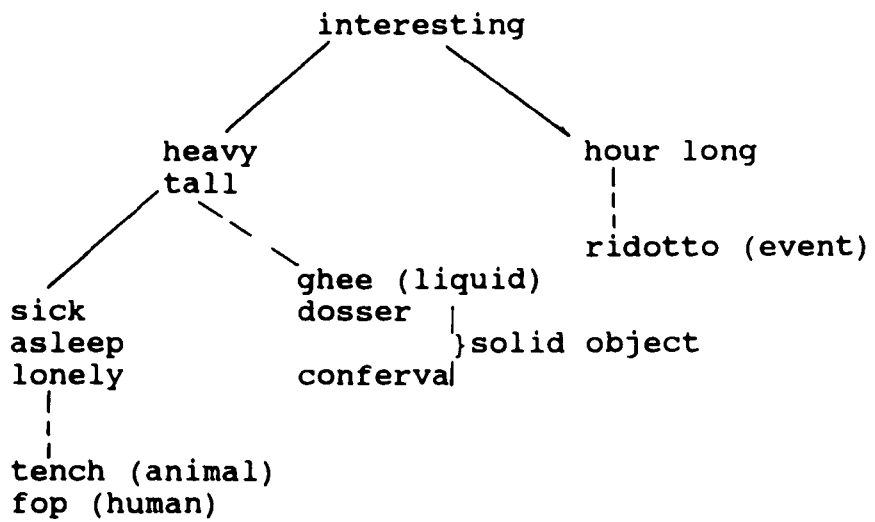 interesting
heavy
tall
hour long
ridotto (event)
ghee (liquid)
dosser
}solid object
conferva
sick
asleep
lonely
tench (animal)
fop (human)